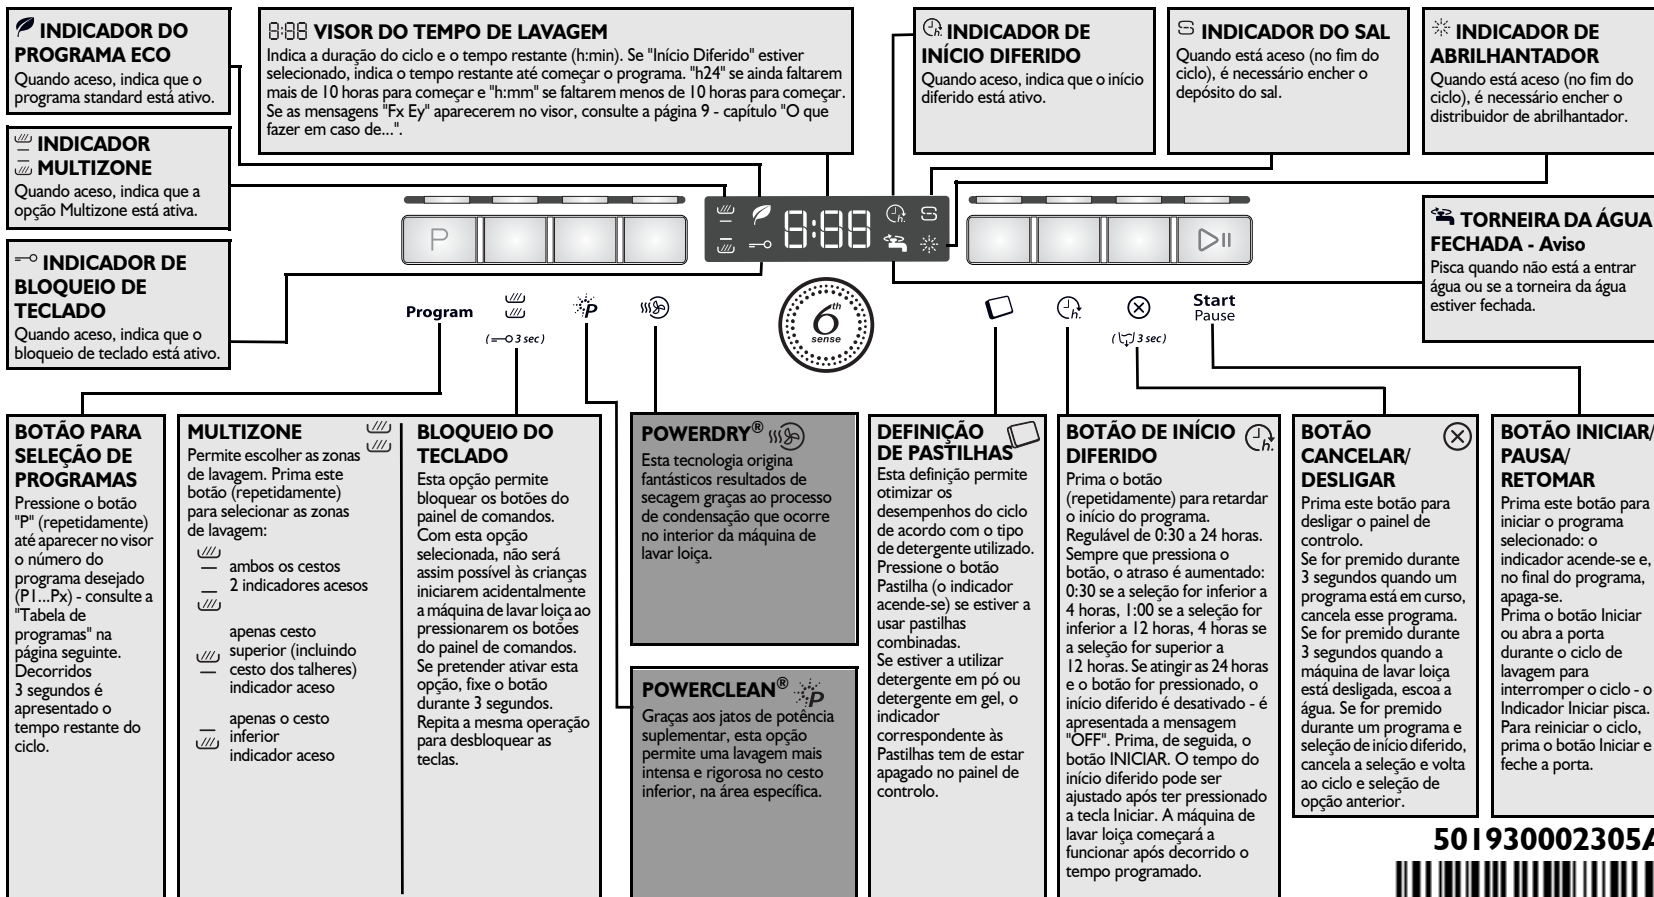 INDICADOR DO
PROGRAMA ECO
Quando aceso, indica que o
programa standard está ativo.
INDICADOR
MULTIZONE
Quando aceso, indica que a
opção Multizone está ativa.
INDICADOR DE
BLOQUEIO DE
TECLADO
Quando aceso, indica que o
bloqueio de teclado está ativo.
8:88 VISOR DO TEMPO DE LAVAGEM
Indica a duração do ciclo e o tempo restante (h:min). Se "Início Diferido" estiver
selecionado, indica o tempo restante até começar o programa. "h24" se ainda faltarem
mais de 10 horas para começar e "h:mm" se faltarem menos de 10 horas para começar.
Se as mensagens "Fx Ey" aparecerem no visor, consulte a página 9 - capítulo "O que
fazer em caso de...".
h. INDICADOR DE
INÍCIO DIFERIDO
Quando aceso, indica que o início
diferido está ativo.
INDICADOR DO SAL
Quando está aceso (no fim do
ciclo), é necessário encher o
depósito do sal.
INDICADOR DE
ABRILHANTADOR
Quando está aceso (no fim do
ciclo), é necessário encher o
distribuidor de abrilhantador.
TORNEIRA DA ÁGUA
FECHADA - Aviso
Pisca quando não está a entrar
água ou se a torneira da água
estiver fechada.
P
8:88
h.
Program
(3 sec)
P
6th
sense
h.
(3 sec)
Start
Pause
BOTÃO PARA
SELEÇÃO DE
PROGRAMAS
Pressione o botão
"P" (repetidamente)
até aparecer no visor
o número do
programa desejado
(P1...Px) - consulte a
"Tabela de
programas" na
página seguinte.
Decorridos
3 segundos é
apresentado o
tempo restante do
ciclo.
MULTIZONE
Permite escolher as zonas
de lavagem. Prima este
botão (repetidamente)
para selecionar as zonas
de lavagem:
ambos os cestos
2 indicadores acesos
apenas cesto
superior (incluindo
cesto dos talheres)
indicador aceso
apenas o cesto
inferior
indicador aceso
BLOQUEIO DO
TECLADO
Esta opção permite
bloquear os botões do
painel de comandos.
Com esta opção
selecionada, não será
assim possível às crianças
iniciarem acidentalmente
a máquina de lavar loiça ao
pressionarem os botões
do painel de comandos.
Se pretender ativar esta
opção, fixe o botão
durante 3 segundos.
Repita a mesma operação
para desbloquear as
teclas.
POWERDRY®
Esta tecnologia origina
fantásticos resultados de
secagem graças ao processo
de condensação que ocorre
no interior da máquina de
lavar loiça.
POWERCLEAN® P
Graças aos jatos de potência
suplementar, esta opção
permite uma lavagem mais
intensa e rigorosa no cesto
inferior, na área específica.
DEFINIÇÃO
DE PASTILHAS
Esta definição permite
otimizar os
desempenhos do ciclo
de acordo com o tipo
de detergente utilizado.
Pressione o botão
Pastilha (o indicador
acende-se) se estiver a
usar pastilhas
combinadas.
Se estiver a utilizar
detergente em pó ou
detergente em gel, o
indicador
correspondente às
Pastilhas tem de estar
apagado no painel de
controlo.
BOTÃO DE INÍCIO h.
DIFERIDO
Prima o botão
(repetidamente) para retardar
o início do programa.
Regulável de 0:30 a 24 horas.
Sempre que pressiona o
botão, o atraso é aumentado:
0:30 se a seleção for inferior a
4 horas, 1:00 se a seleção for
inferior a 12 horas, 4 horas se
a seleção for superior a
12 horas. Se atingir as 24 horas
e o botão for pressionado, o
início diferido é desativado - é
apresentada a mensagem
"OFF". Prima, de seguida, o
botão INICIAR. O tempo do
início diferido pode ser
ajustado após ter pressionado
a tecla Iniciar. A máquina de
lavar loiça começará a
funcionar após decorrido o
tempo programado.
BOTÃO
CANCELAR/
DESLIGAR
Prima este botão para
desligar o painel de
controlo.
Se for premido durante
3 segundos quando um
programa está em curso,
cancela esse programa.
Se for premido durante
3 segundos quando a
máquina de lavar loiça
está desligada, escoa a
água. Se for premido
durante um programa e
seleção de início diferido,
cancela a seleção e volta
ao ciclo e seleção de
opção anterior.
BOTÃO INICIAR/
PAUSA/
RETOMAR
Prima este botão para
iniciar o programa
selecionado: o
indicador acende-se e,
no final do programa,
apaga-se.
Prima o botão Iniciar
ou abra a porta
durante o ciclo de
lavagem para
interromper o ciclo - o
Indicador Iniciar pisca.
Para reiniciar o ciclo,
prima o botão Iniciar e
feche a porta.
501930002305A